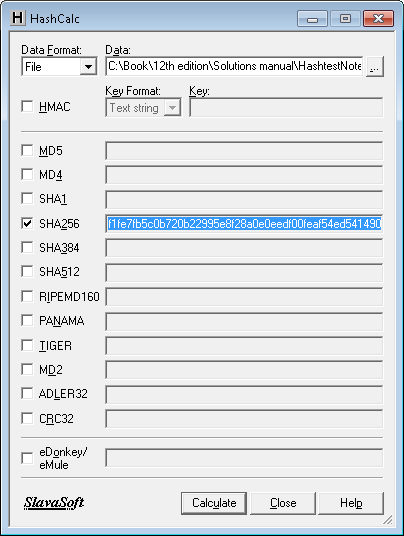 HashCalc
Data Format: Data:
File C:\Book\12th edition\Solutions manual\HashtestNote ...
Key Format: Key:
HMAC Text string
MD5
MD4
SHA1
SHA256 f1fe7fb5c0b720b22995e8f28a0e0eedf00feaf54ed541490
SHA384
SHA512
RIPEMD160
PANAMA
TIGER
MD2
ADLER32
CRC32
eDonkey/
eMule
SlavaSoft Calculate Close Help